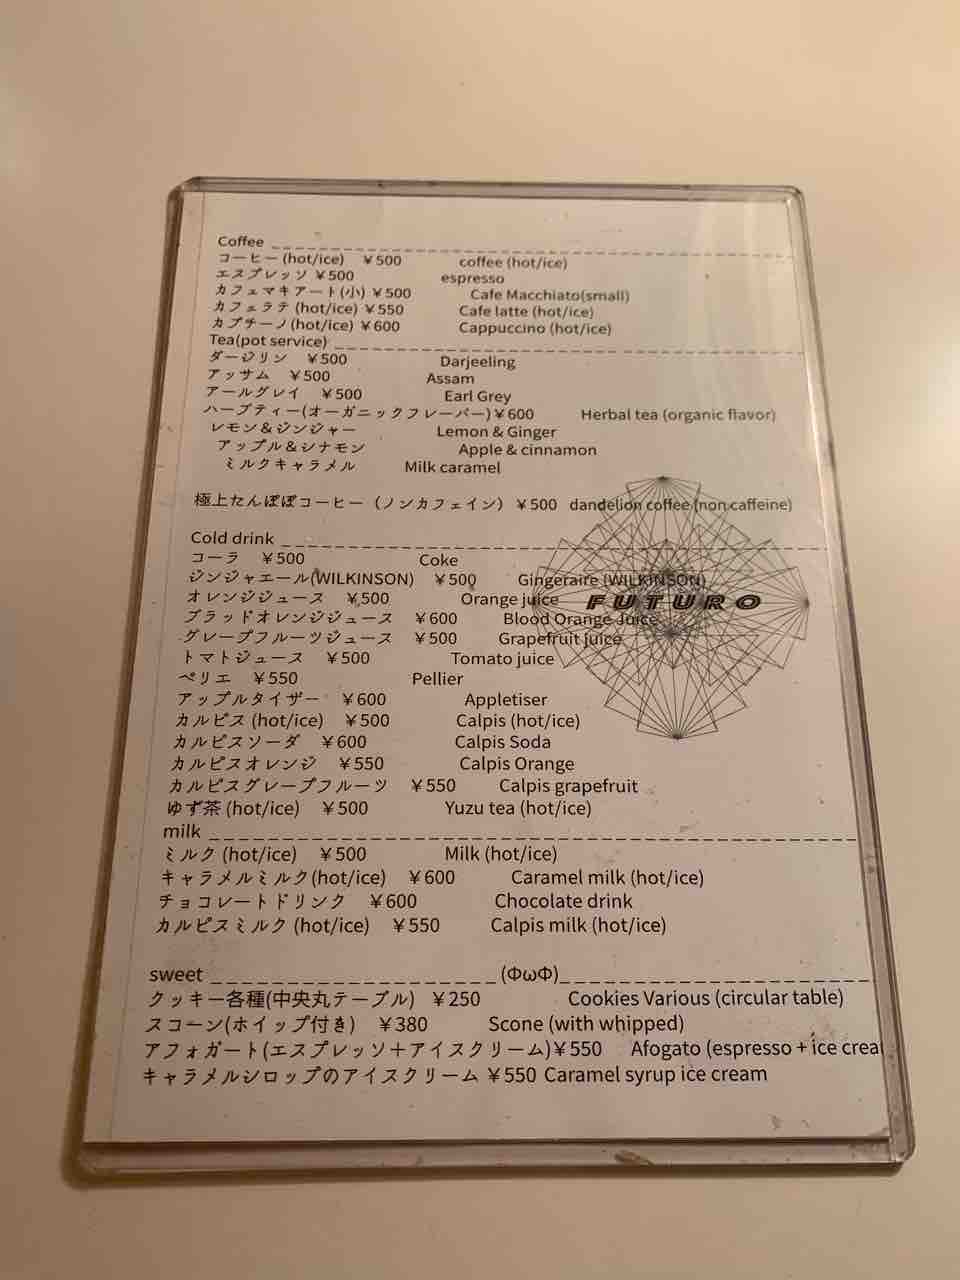 Coffee
コーヒー (hot/ice) ￥500 coffee (hot/ice)
エスプレッソ ￥500 espresso
カフェマキアート(小) ￥500 Cafe Macchiato(small)
カフェラテ (hot/ice) ￥550 Cafe latte (hot/ice)
カプチーノ (hot/ice) ￥600 Cappuccino (hot/ice)
Tea(pot service)
ダージリン ￥500 Darjeeling
アッサム ￥500 Assam
アールグレイ ￥500 Earl Grey
ハーブティー(オーガニックフレーバー)￥600 Herbal tea (organic flavor)
レモン＆ジンジャー Lemon & Ginger
アップル＆シナモン Apple & cinnamon
ミルクキャラメル Milk caramel
極上たんぽぽコーヒー（ノンカフェイン）￥500 dandelion coffee (non caffeine)
Cold drink
コーラ ￥500 Coke
ジンジャエール(WILKINSON) ￥500 Gingeraire (WILKINSON)
オレンジジュース ￥500 Orange juice
FUTURO
ブラッドオレンジジュース ￥600 Blood Orange Juice
グレープフルーツジュース ￥500 Grapefruit juice
トマトジュース ￥500 Tomato juice
ペリエ ￥550 Pellier
アップルタイザー ￥600 Appletiser
カルピス (hot/ice) ￥500 Calpis (hot/ice)
カルピスソーダ ￥600 Calpis Soda
カルピスオレンジ ￥550 Calpis Orange
カルピスグレープフルーツ ￥550 Calpis grapefruit
ゆず茶 (hot/ice) ￥500 Yuzu tea (hot/ice)
milk
ミルク (hot/ice) ￥500 Milk (hot/ice)
キャラメルミルク(hot/ice) ￥600 Caramel milk (hot/ice)
チョコレートドリンク ￥600 Chocolate drink
カルピスミルク (hot/ice) ￥550 Calpis milk (hot/ice)
sweet (ΦωΦ)
クッキー各種(中央丸テーブル) ￥250 Cookies Various (circular table)
スコーン(ホイップ付き) ￥380 Scone (with whipped)
アフォガート(エスプレッソ＋アイスクリーム)￥550 Afogato (espresso + ice crea
キャラメルシロップのアイスクリーム ￥550 Caramel syrup ice cream